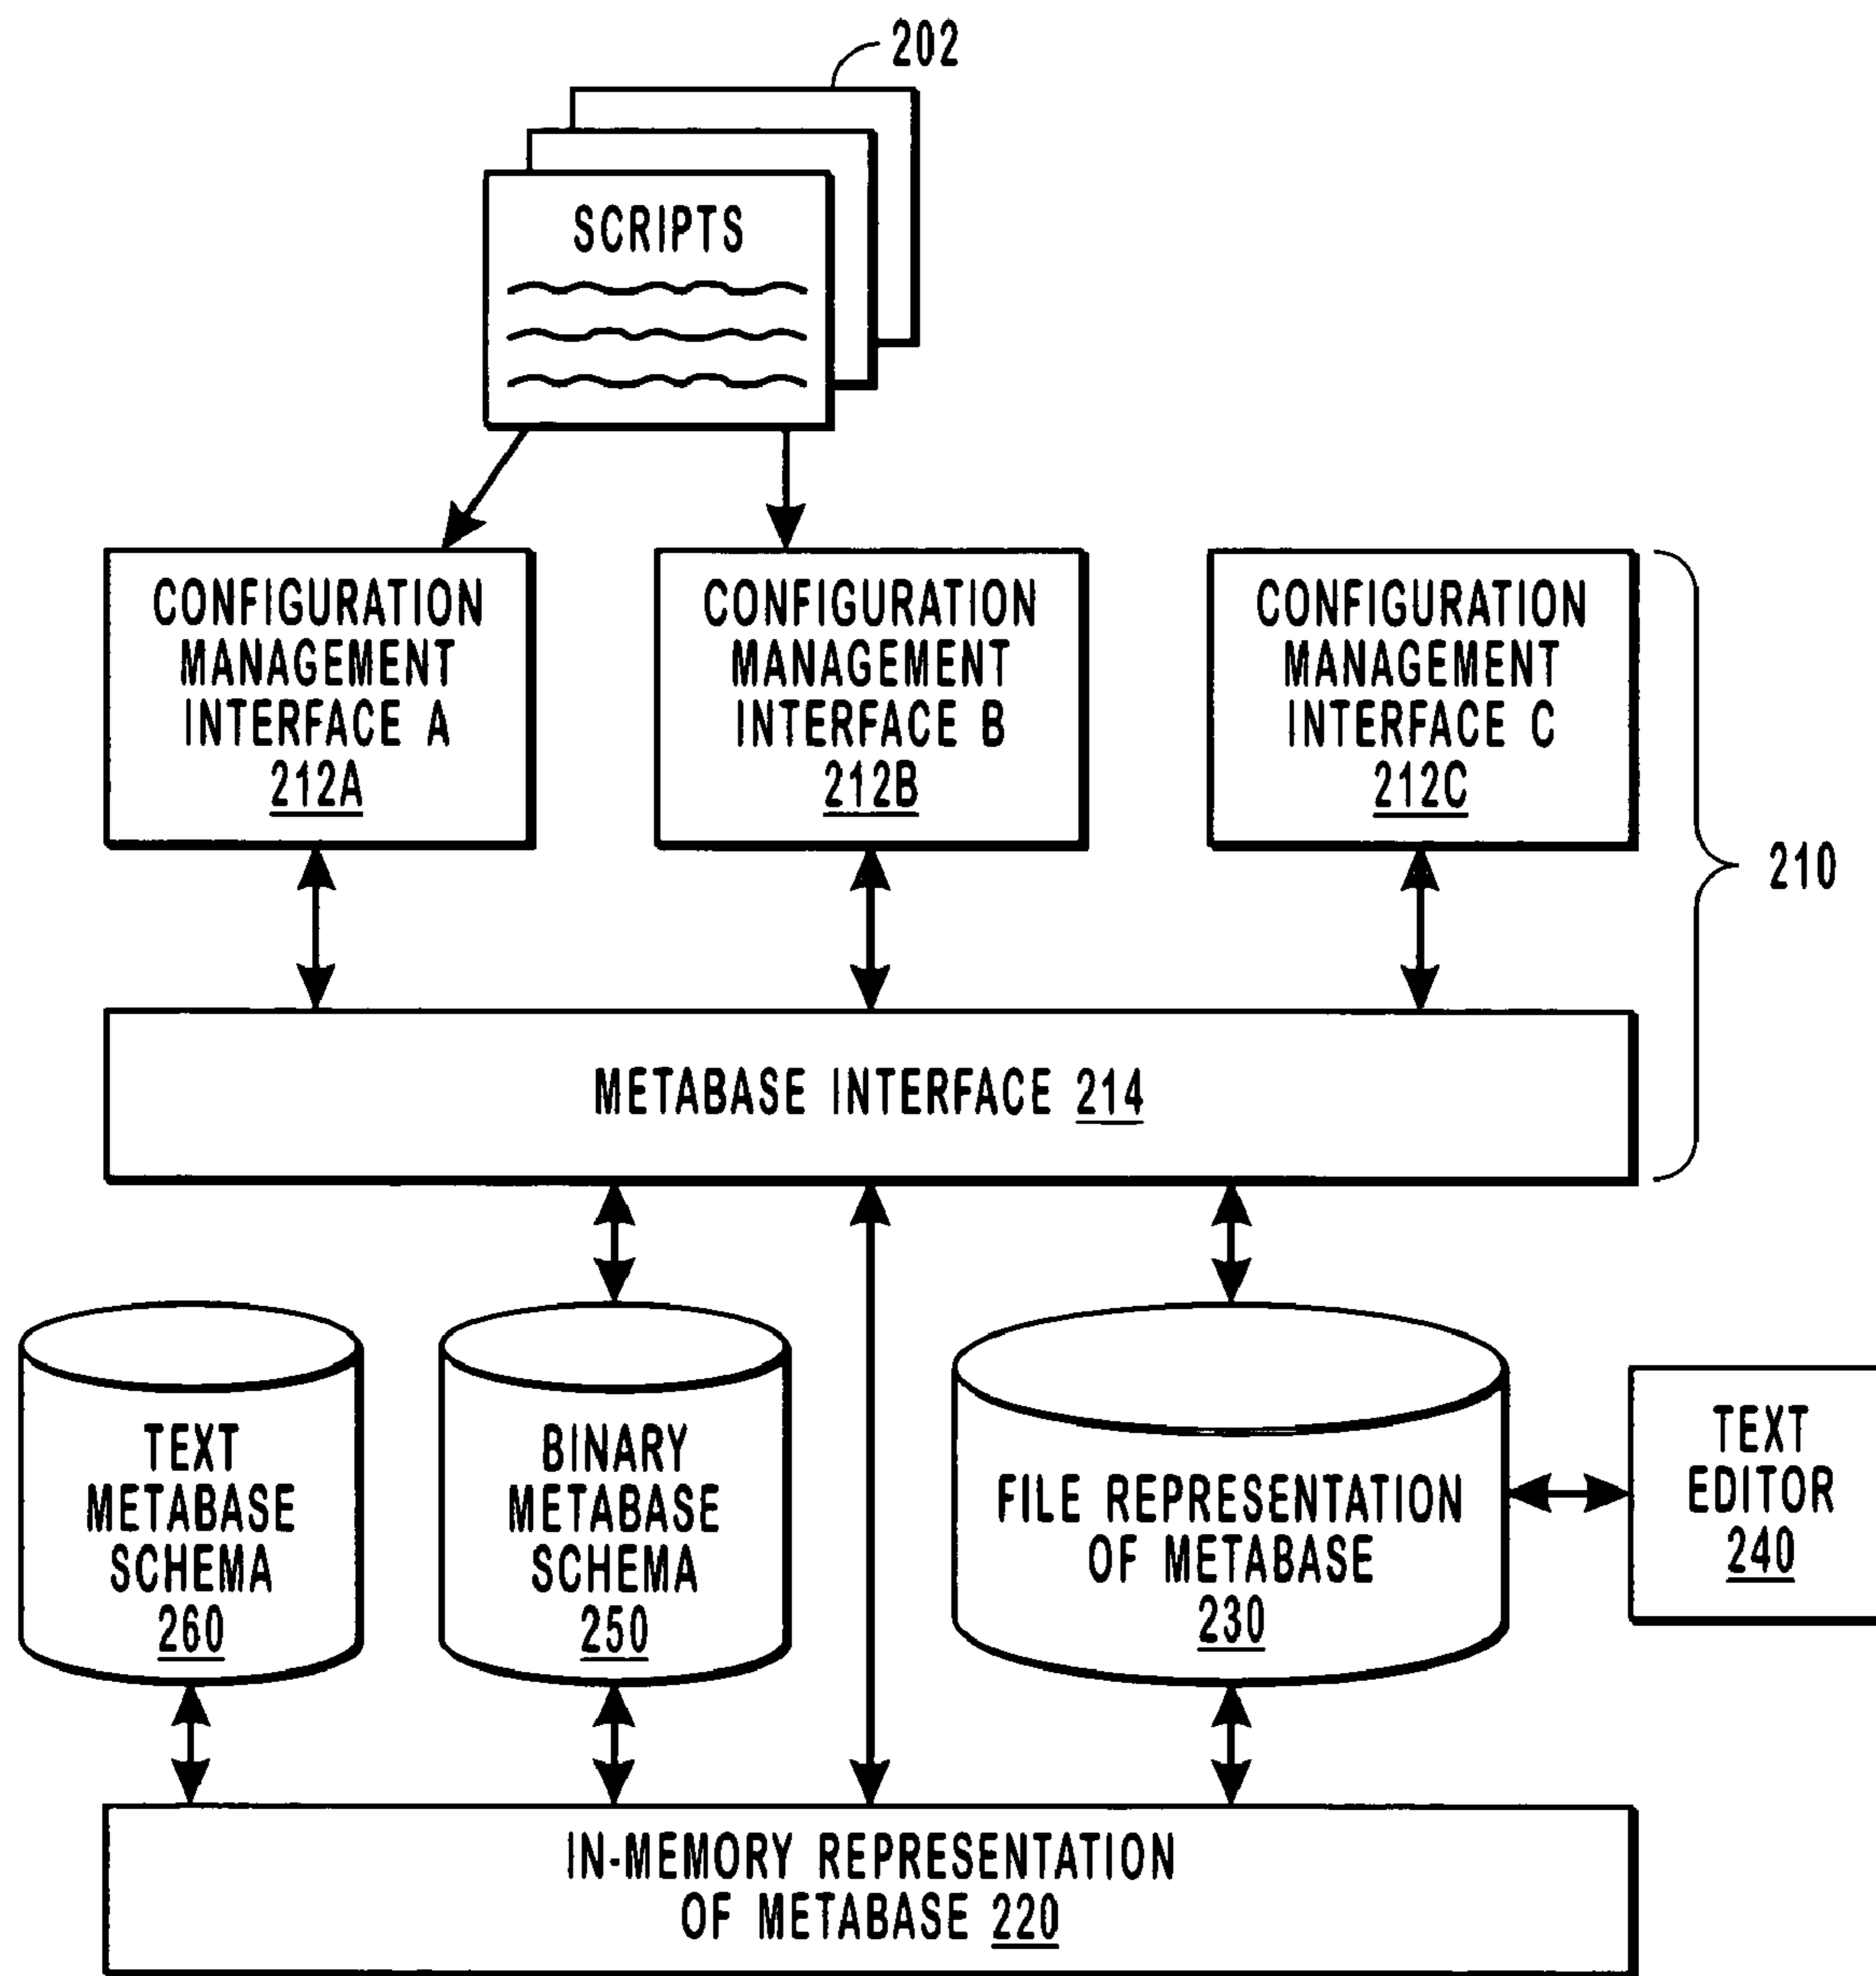 202
SCRIPTS
CONFIGURATION
MANAGEMENT
INTERFACE A
212A
CONFIGURATION
MANAGEMENT
INTERFACE B
212B
CONFIGURATION
MANAGEMENT
INTERFACE C
212C
210
METABASE INTERFACE 214
TEXT
METABASE
SCHEMA
260
BINARY
METABASE
SCHEMA
250
FILE REPRESENTATION
OF METABASE
230
TEXT
EDITOR
240
IN-MEMORY REPRESENTATION
OF METABASE 220